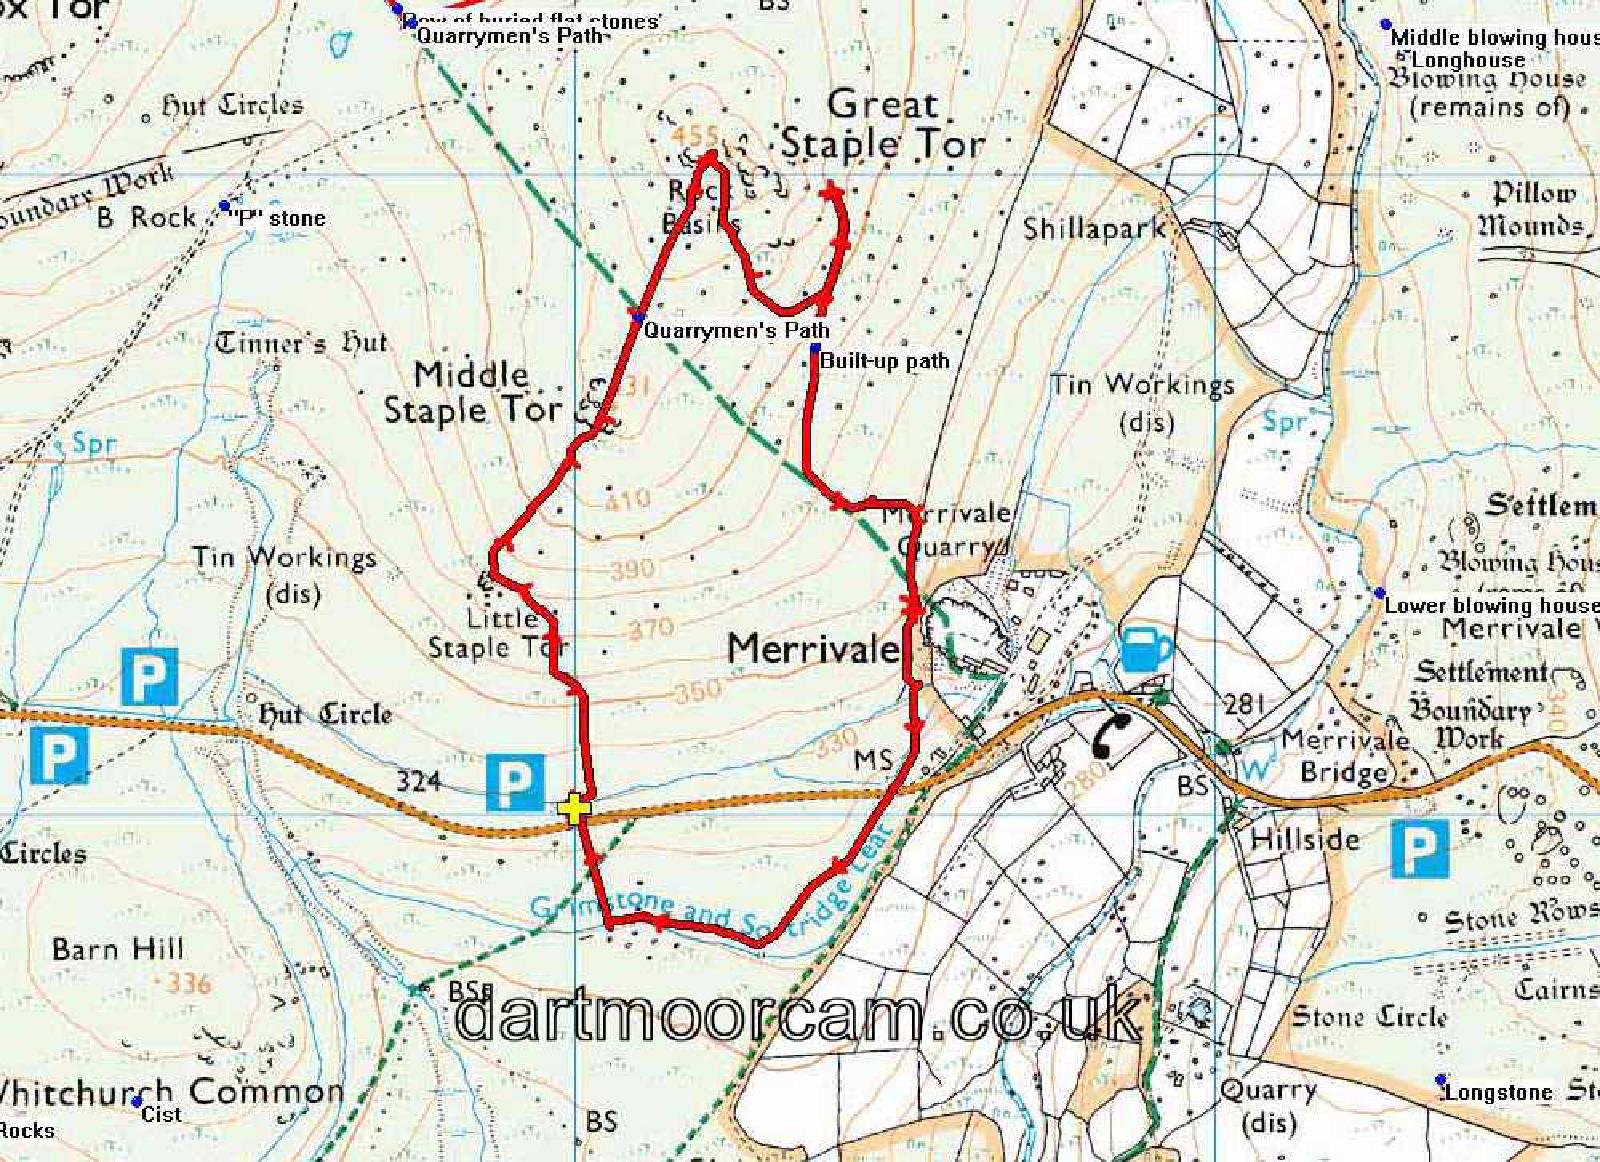 ox Tor
Row of buried flat stones
Quarrymen's Path
BS
Middle blowing hous
Longhouse
Blowing House
(remains of)
Hut Circles
Great
Staple Tor
455
Boundary Work
B Rock
"P" stone
Rock
Basins
Shillapark
Pillow
Mounds
Tinner's Hut
Quarrymen's Path
Built-up path
Middle
Staple Tor
31
Tin Workings
(dis)
Spr
Spr
410
Merrivale
Quarry
Settlem
Blowing Hous
Tin Workings
(dis)
390
Lower blowing house
Merrivale
Little
Staple Tor
370
Merrivale
P
350
Settlement
Boundary
Work
340
Hut Circle
281
P
330
MS
Merrivale
Bridge
W
324
P
280
BS
Hillside
P
Circles
Grimstone and Sortridge Leat
Stone Rows
Barn Hill
336
BSs
dartmoorcam.co.uk
Cairns
Stone Circle
Whitchurch Common
Cist
Rocks
BS
Quarry
(dis)
Longstone
Sto